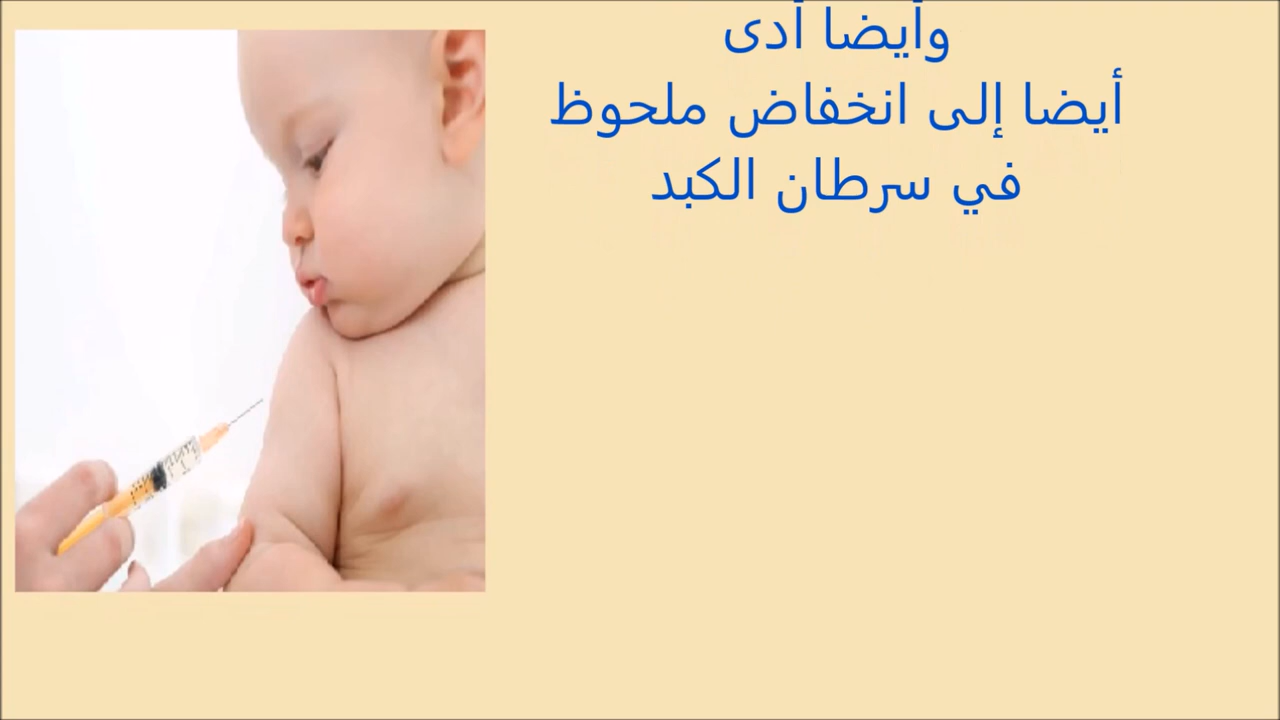 وأيضا أدى
أيضا إلى انخفاض ملحوظ
في سرطان الكبد